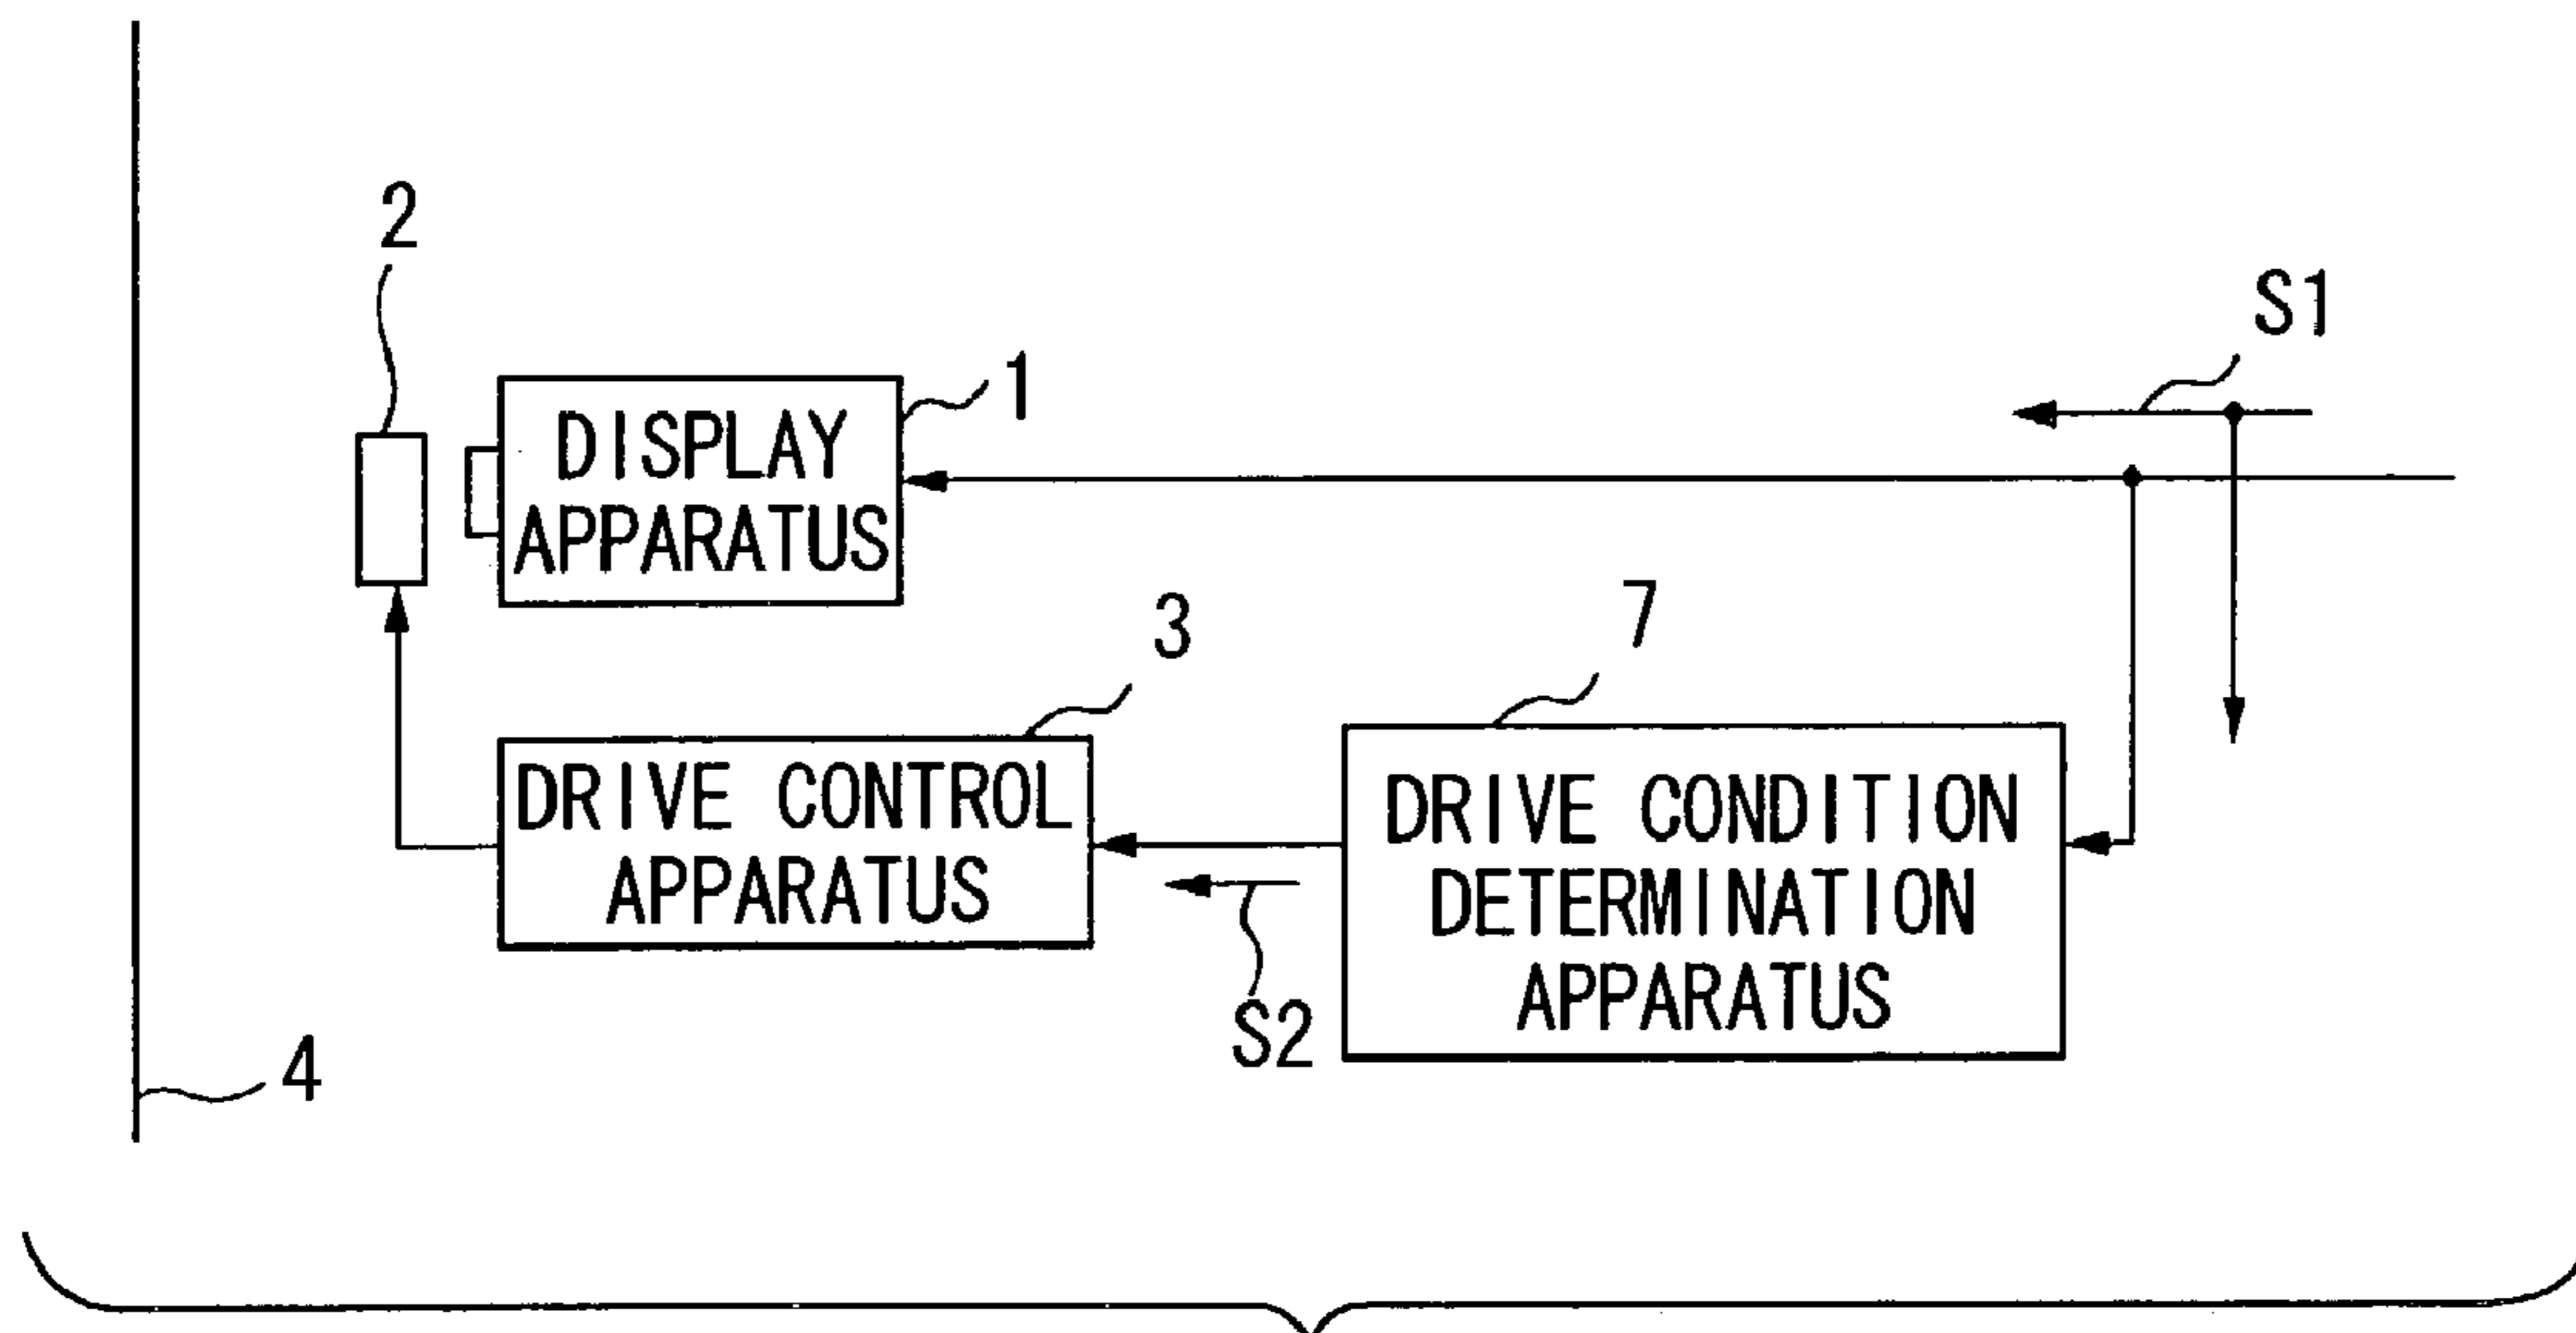 2
S1
1
DISPLAY
APPARATUS
3
7
DRIVE CONTROL
APPARATUS
DRIVE CONDITION
DETERMINATION
APPARATUS
S2
4